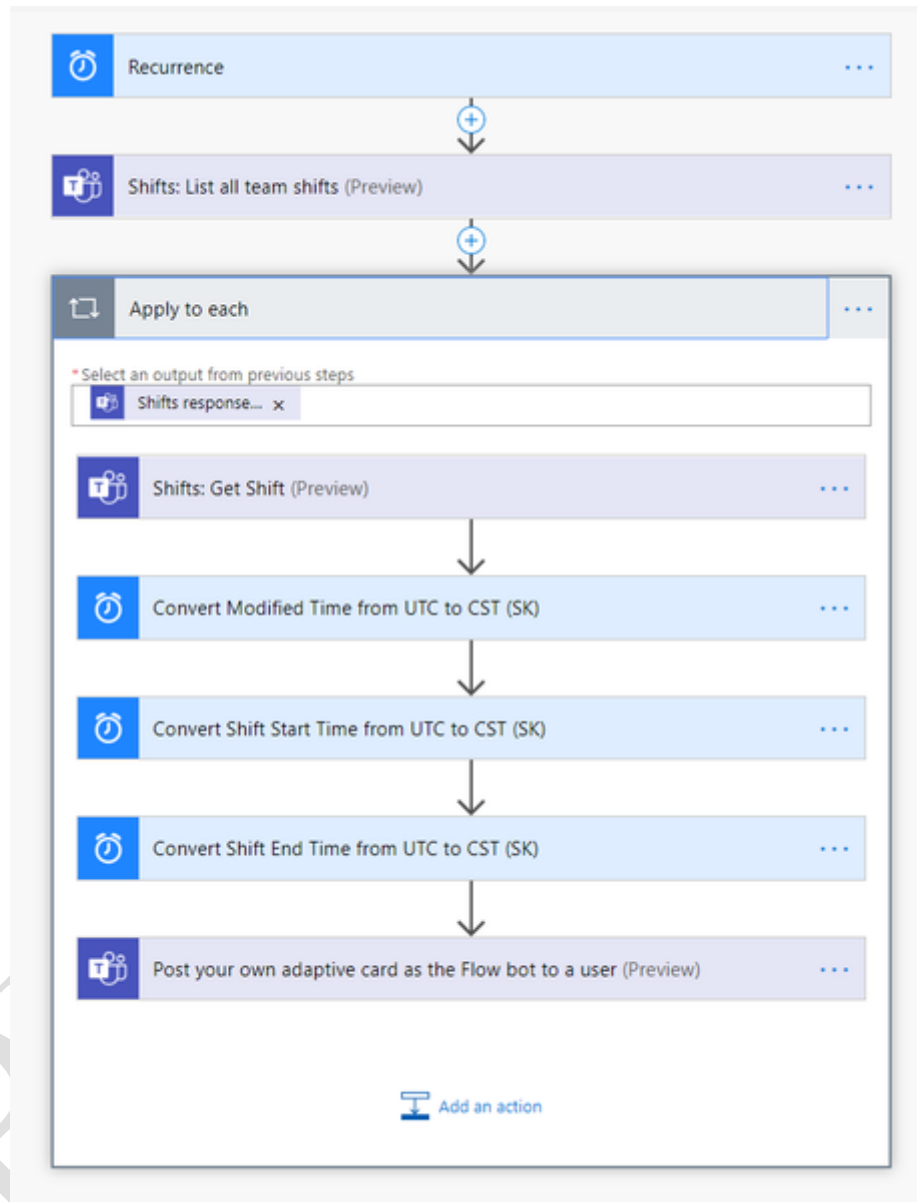 Recurrence
Shifts: List all team shifts (Preview)
Apply to each
*Select an output from previous steps
Shifts response... x
Shifts: Get Shift (Preview)
Convert Modified Time from UTC to CST (SK)
Convert Shift Start Time from UTC to CST (SK)
Convert Shift End Time from UTC to CST (SK)
Post your own adaptive card as the Flow bot to a user (Preview)
Add an action